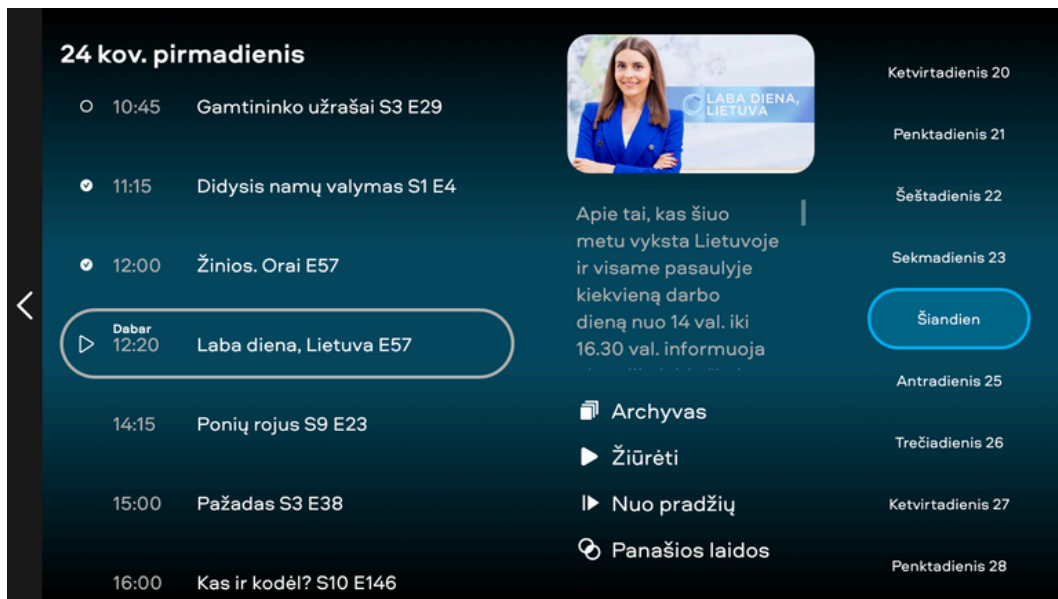 24 kov. pirmadienis
10:45 Gamtininko užrašai S3 E29
11:15 Didysis namų valymas S1 E4
12:00 Žinios. Orai E57
Dabar
12:20 Laba diena, Lietuva E57
14:15 Ponių rojus S9 E23
15:00 Pažadas S3 E38
16:00 Kas ir kodėl? S10 E146
LABA DIENA,
LIETUVA
Apie tai, kas šiuo
metu vyksta Lietuvoje
ir visame pasaulyje
kiekvieną darbo
dieną nuo 14 val. iki
16.30 val. informuoja
Archyvas
Žiūrėti
Nuo pradžių
Panašios laidos
Ketvirtadienis 20
Penktadienis 21
Šeštadienis 22
Sekmadienis 23
Šiandien
Antradienis 25
Trečiadienis 26
Ketvirtadienis 27
Penktadienis 28